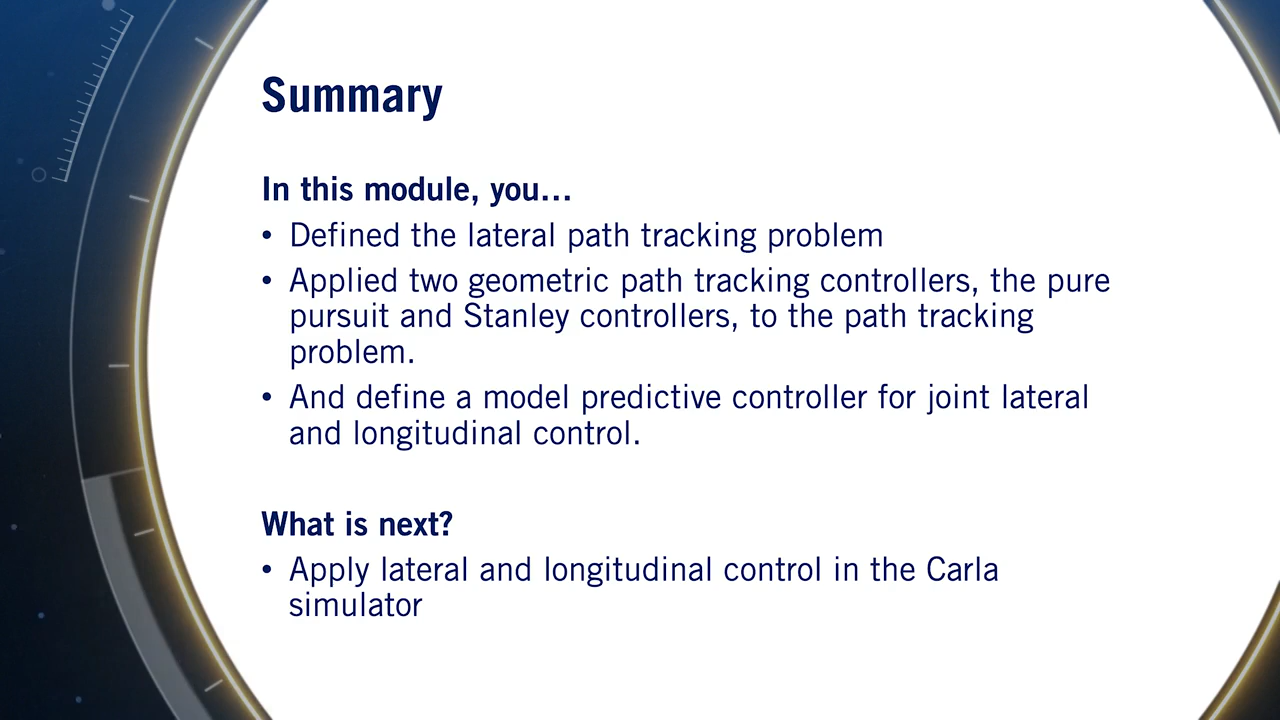 Summary
In this module, you...
• Defined the lateral path tracking problem
• Applied two geometric path tracking controllers, the pure
pursuit and Stanley controllers, to the path tracking
problem.
• And define a model predictive controller for joint lateral
and longitudinal control.
What is next?
• Apply lateral and longitudinal control in the Carla
simulator